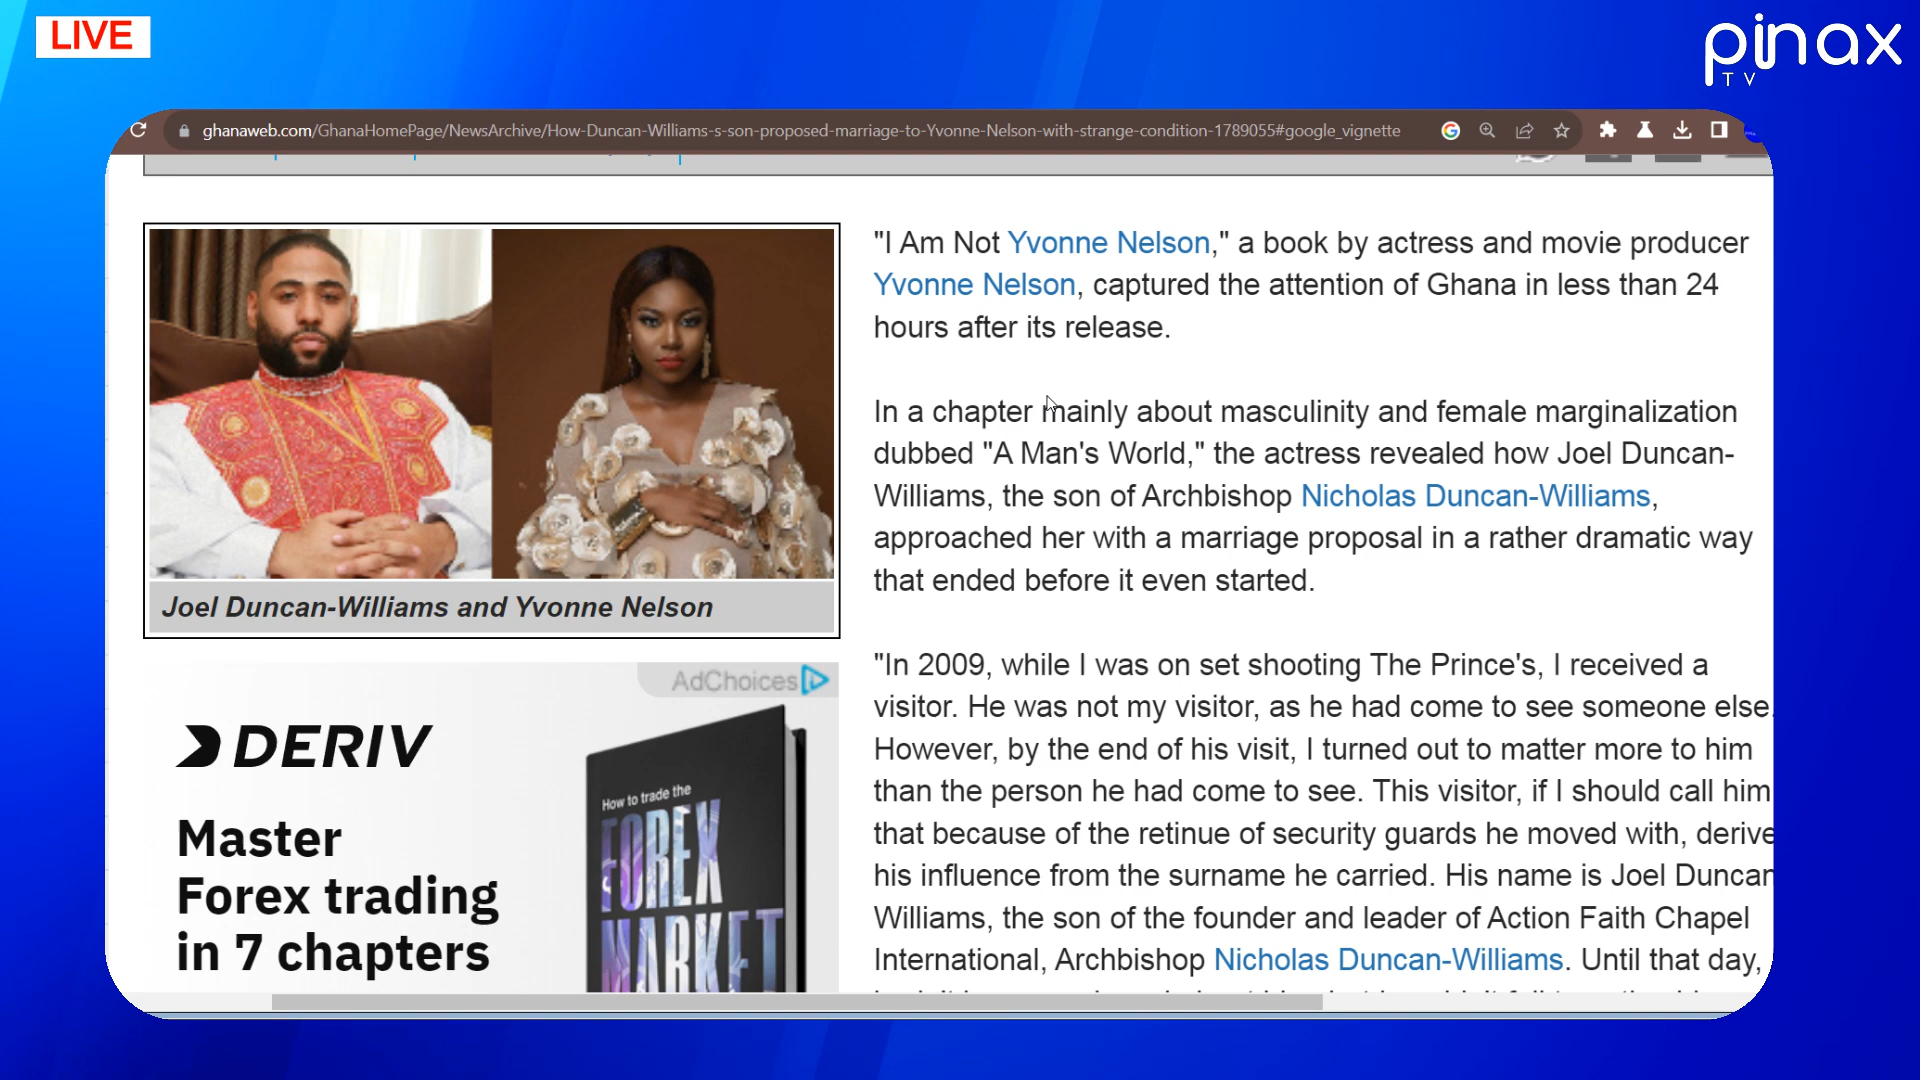 LIVE
pinax
TV
ghanaweb.com/GhanaHomePage/NewsArchive/How-Duncan-Williams-s-son-proposed-marriage-to-Yvonne-Nelson-with-strange-condition-1789055#google_vignette
Joel Duncan-Williams and Yvonne Nelson
AdChoices
DERIV
Master
Forex trading
in 7 chapters
How to trade the
FOREX
MARKET
"I Am Not Yvonne Nelson," a book by actress and movie producer
Yvonne Nelson, captured the attention of Ghana in less than 24
hours after its release.
In a chapter mainly about masculinity and female marginalization
dubbed "A Man's World," the actress revealed how Joel Duncan-
Williams, the son of Archbishop Nicholas Duncan-Williams,
approached her with a marriage proposal in a rather dramatic way
that ended before it even started.
"In 2009, while I was on set shooting The Prince's, I received a
visitor. He was not my visitor, as he had come to see someone else.
However, by the end of his visit, I turned out to matter more to him
than the person he had come to see. This visitor, if I should call him
that because of the retinue of security guards he moved with, derive
his influence from the surname he carried. His name is Joel Duncan
Williams, the son of the founder and leader of Action Faith Chapel
International, Archbishop Nicholas Duncan-Williams. Until that day,